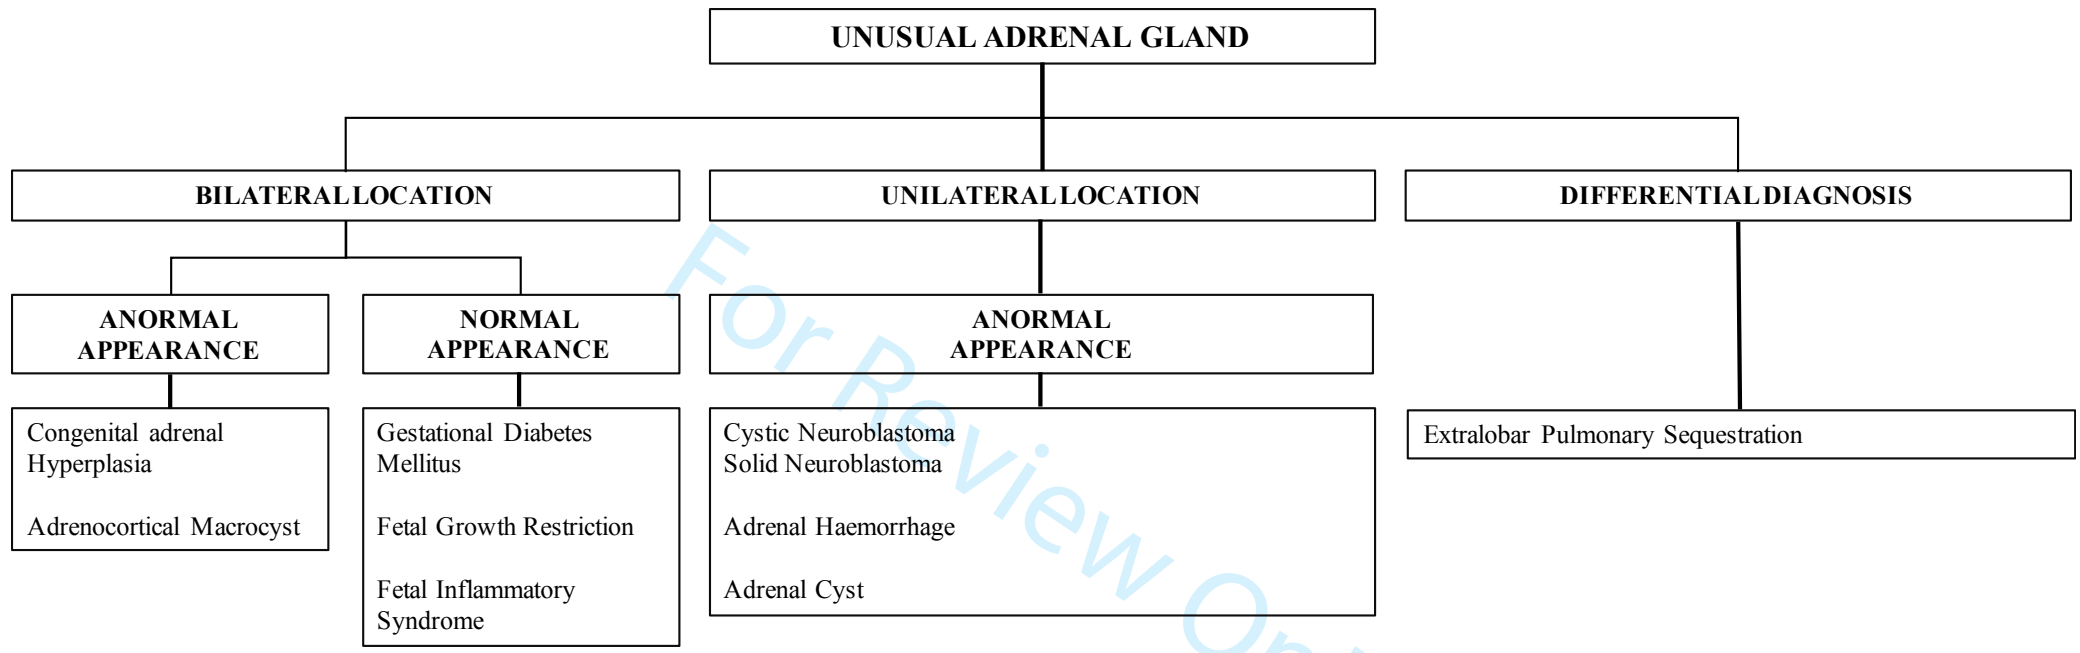 UNUSUAL ADRENAL GLAND
BILATERAL LOCATION
UNILATERAL LOCATION
DIFFERENTIAL DIAGNOSIS
ANORMAL
APPEARANCE
NORMAL
APPEARANCE
ANORMAL
APPEARANCE
Congenital adrenal
Hyperplasia
Adrenocortical Macrocyst
Gestational Diabetes
Mellitus
Fetal Growth Restriction
Fetal Inflammatory
Syndrome
Cystic Neuroblastoma
Solid Neuroblastoma
Adrenal Haemorrhage
Adrenal Cyst
Extralobar Pulmonary Sequestration
For Review